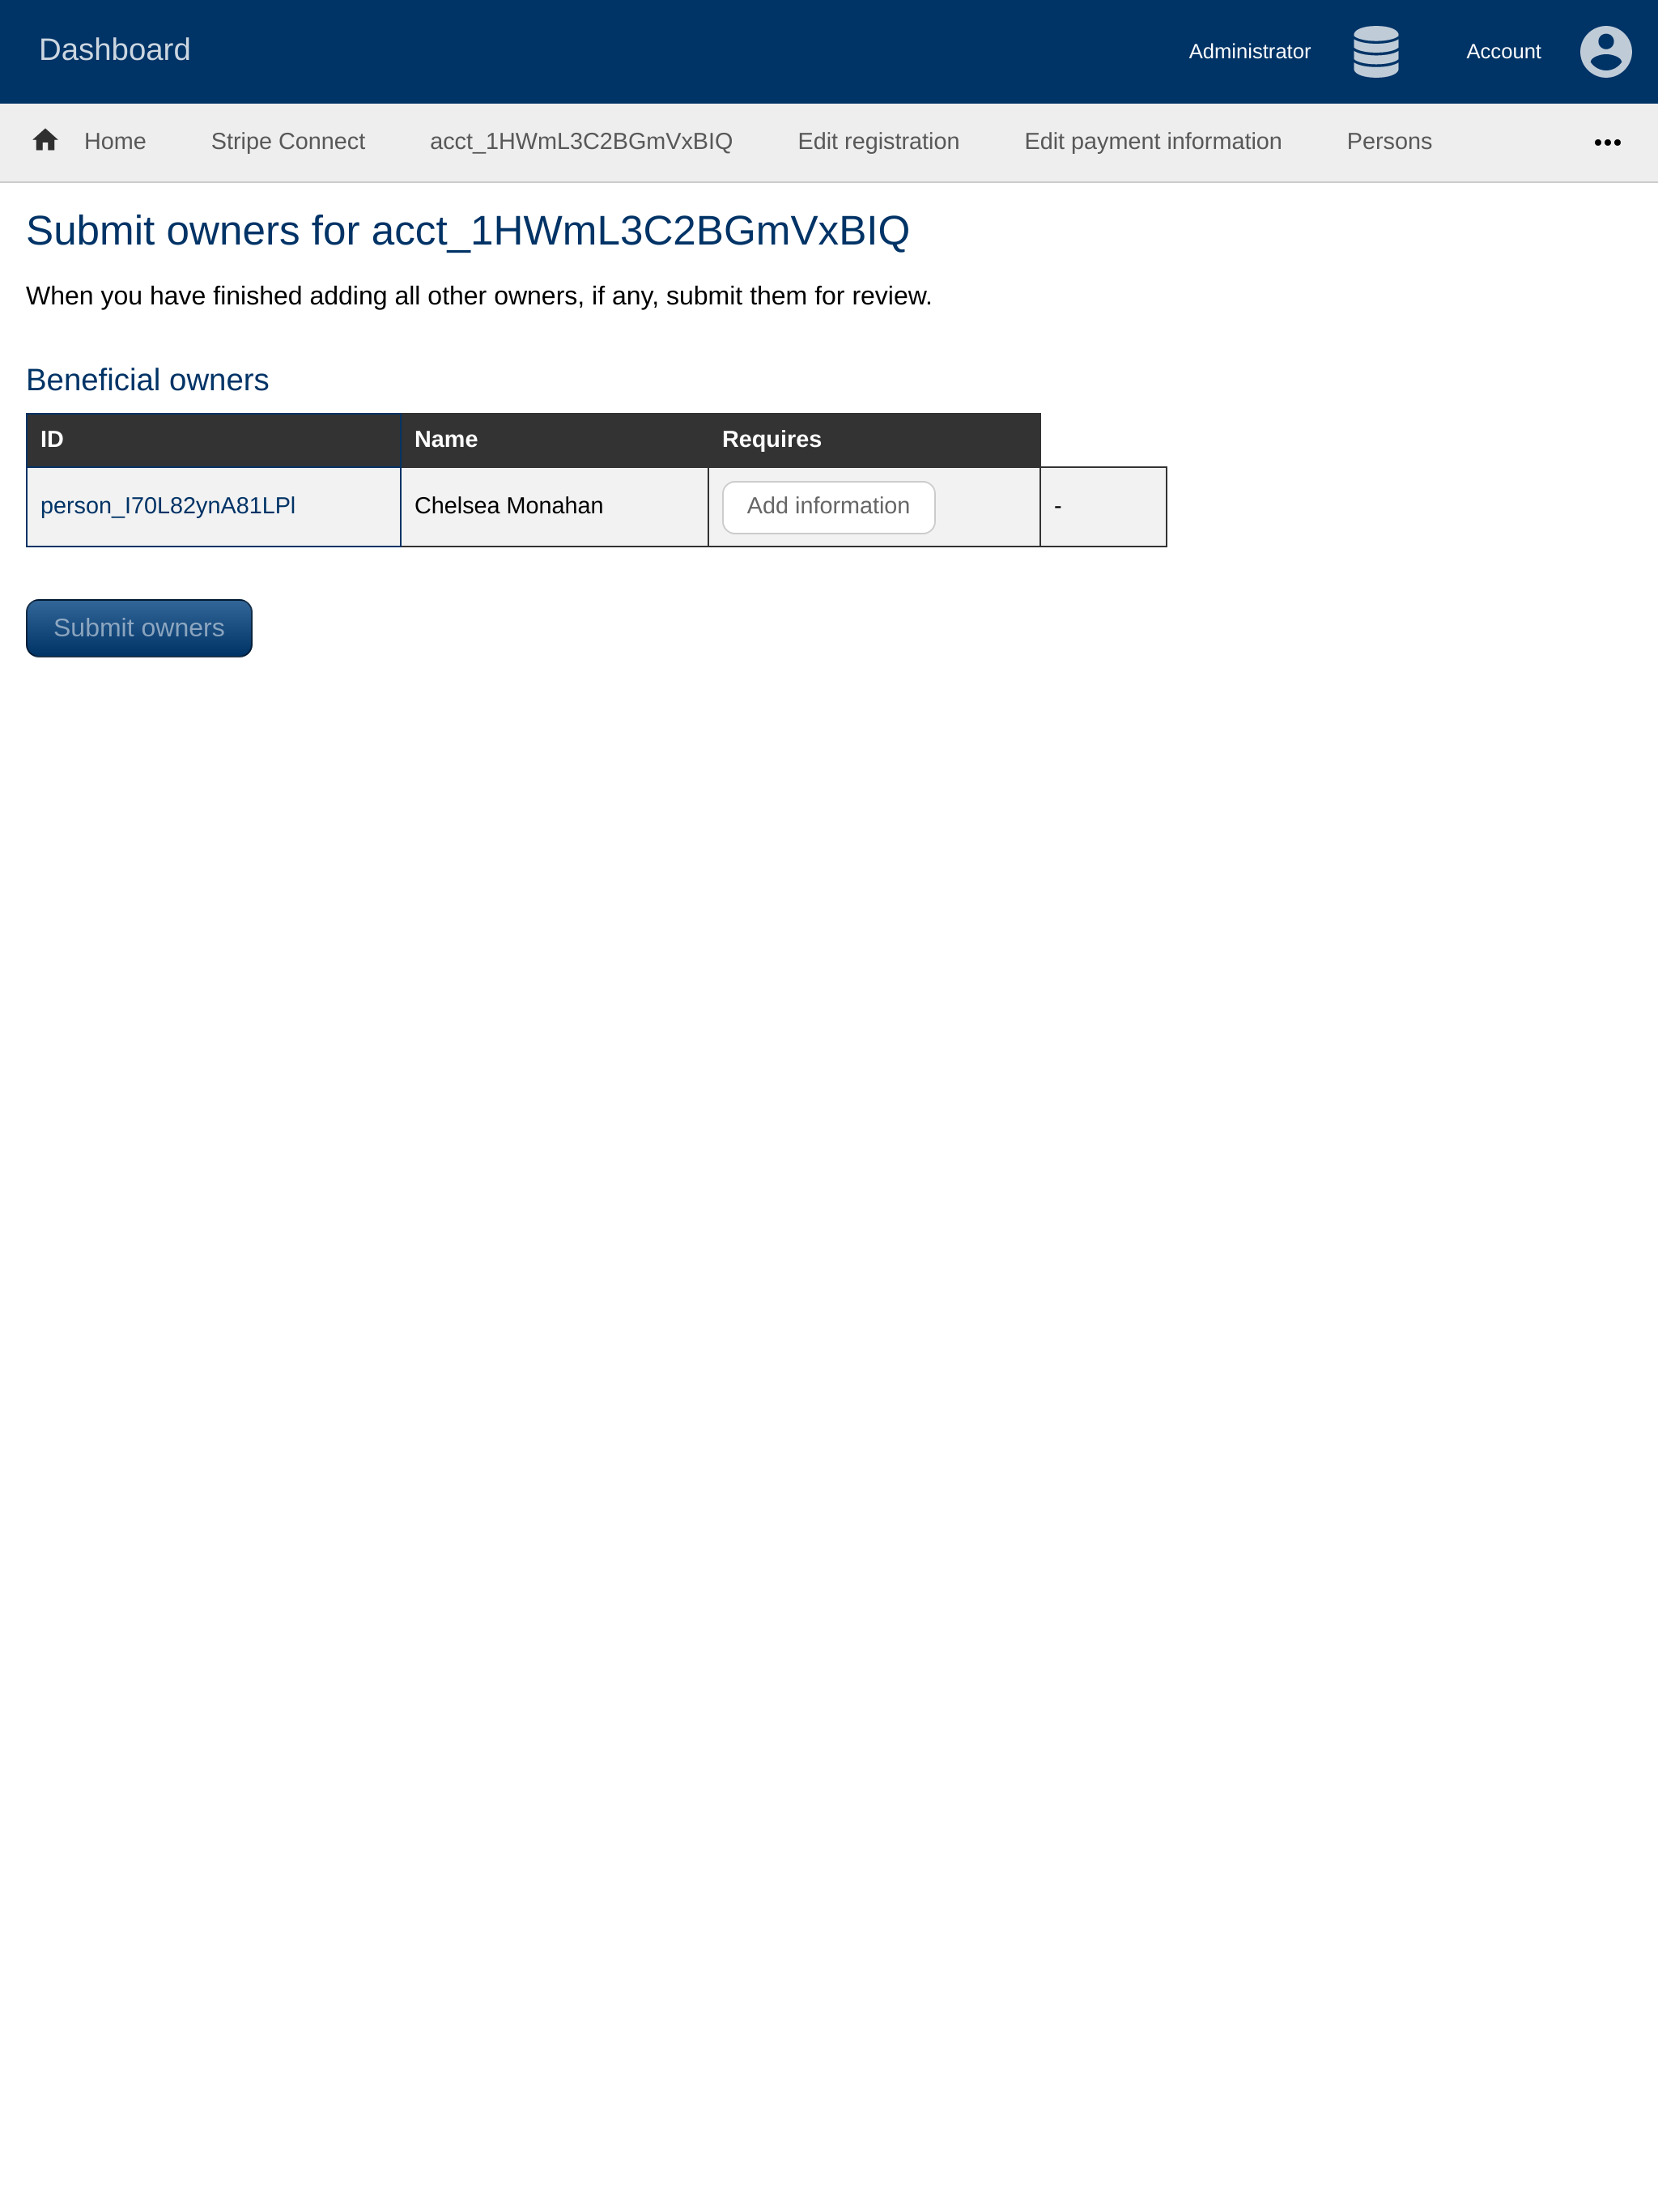 Dashboard
Administrator
Account
Home
Stripe Connect
acct_1HWmL3C2BGmVxBIQ
Edit registration
Edit payment information
Persons
Submit owners for acct_1HWmL3C2BGmVxBIQ
When you have finished adding all other owners, if any, submit them for review.
Beneficial owners
ID Name Requires
person_I70L82ynA81LPl Chelsea Monahan Add information -
Submit owners